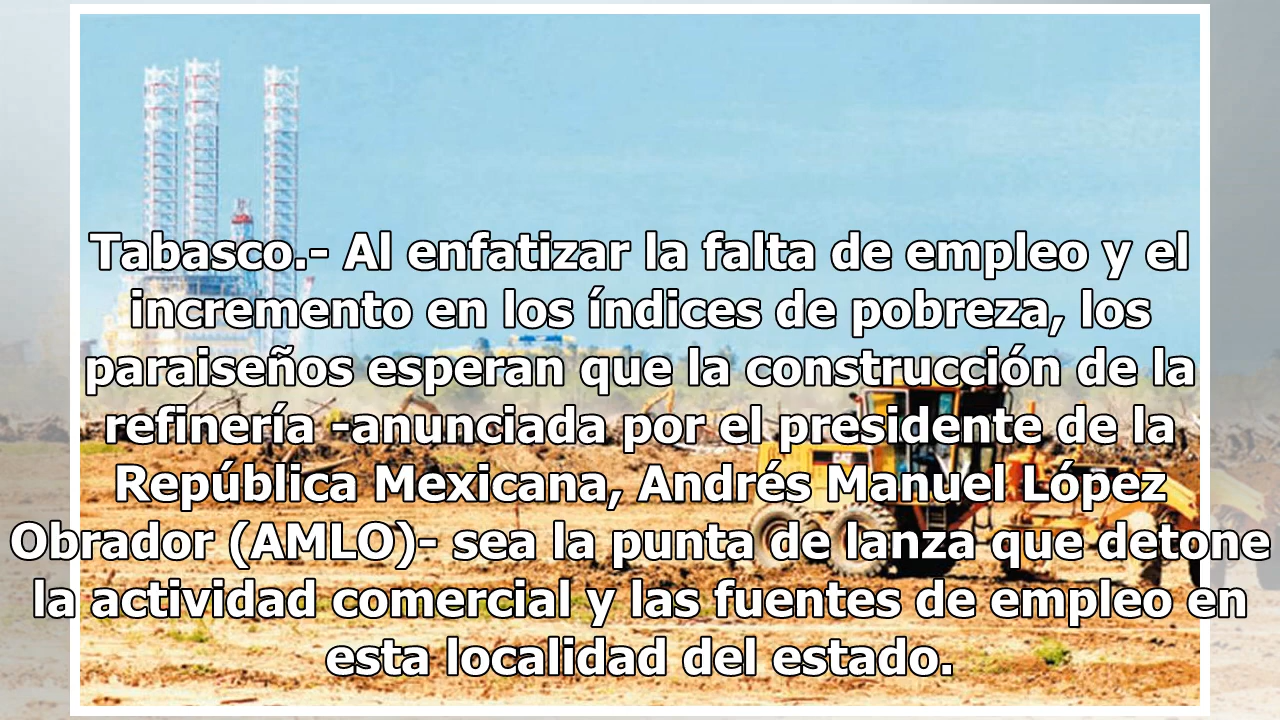 Tabasco.- Al enfatizar la falta de empleo y el
incremento en los índices de pobreza, los
paraiseños esperan que la construcción de la
refinería -anunciada por el presidente de la
República Mexicana, Andrés Manuel López
Obrador (AMLO)- sea la punta de lanza que detone
la actividad comercial y las fuentes de empleo en
esta localidad del estado.
CAT